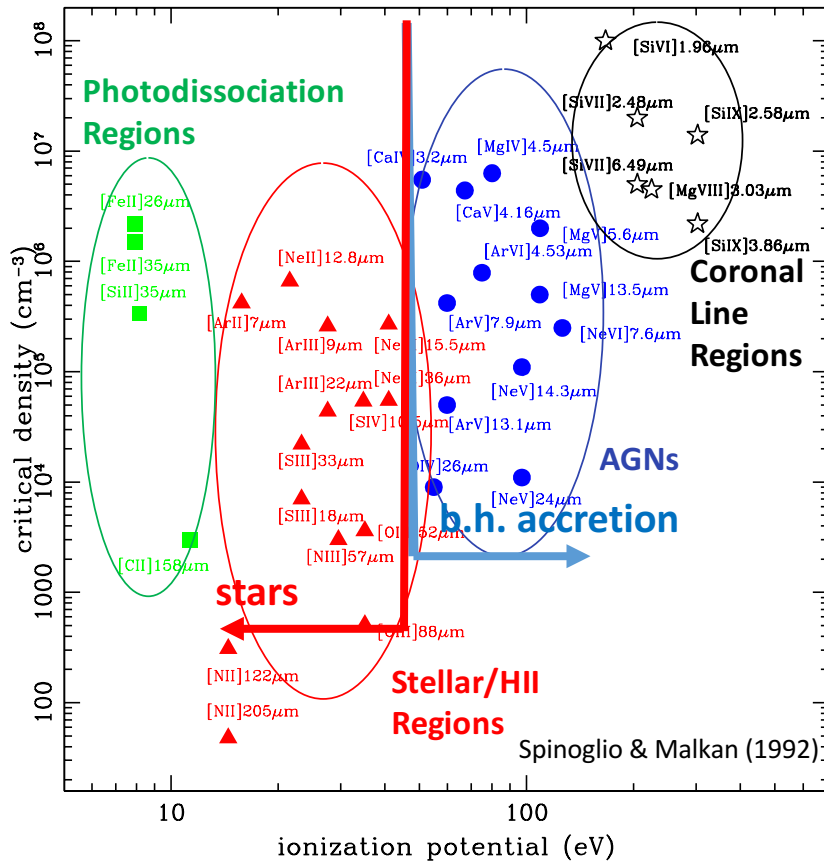 10⁸
10⁷
10⁶
10⁵
10⁴
1000
100
critical density (cm⁻³)
Photodissociation
Regions
[FeII]26μm
[FeII]35μm
[SiII]35μm
[CII]158μm
[NeII]12.8μm
[ArII]7μm
[ArIII]9μm
15.5μm
[ArIII]22μm
36μm
[SIV]
[SIII]33μm
[SIII]18μm
52μm
[NIII]57μm
stars
88μm
[NII]122μm
[NII]205μm
Stellar/HII
Regions
[CaIV]3.2μm
[MgIV]4.5μm
[CaV]4.16μm
[MgV]5.6μm
[ArVI]4.53μm
[MgV]13.5μm
[ArV]7.9μm
[NeVI]7.6μm
[NeV]14.3μm
[ArV]13.1μm
26μm
[NeV]24μm
AGNs
b.h. accretion
[SiVI]1.96μm
[SiVII]2.48μm
[SiIX]2.58μm
[SiVII]6.49μm
[MgVIII]3.03μm
[SiIX]3.86μm
Coronal
Line
Regions
Spinoglio & Malkan (1992)
10
100
ionization potential (eV)